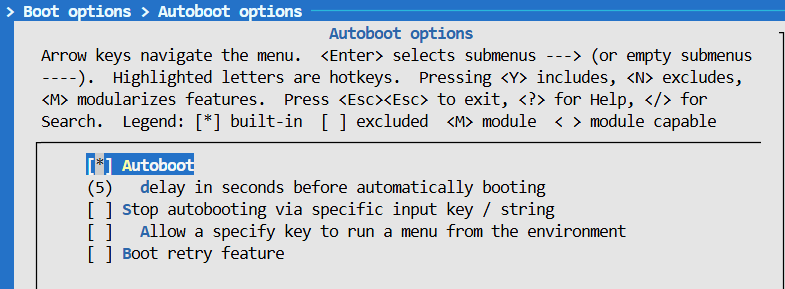 > Boot options > Autoboot options
Autoboot options
Arrow keys navigate the menu.  <Enter> selects submenus ---> (or empty submenus
----).  Highlighted letters are hotkeys.  Pressing <Y> includes, <N> excludes,
<M> modularizes features.  Press <Esc><Esc> to exit, <?> for Help, </> for
Search.  Legend: [*] built-in  [ ] excluded  <M> module  < > module capable
[*] Autoboot
(5)   delay in seconds before automatically booting
[ ] Stop autobooting via specific input key / string
[ ]   Allow a specify key to run a menu from the environment
[ ] Boot retry feature